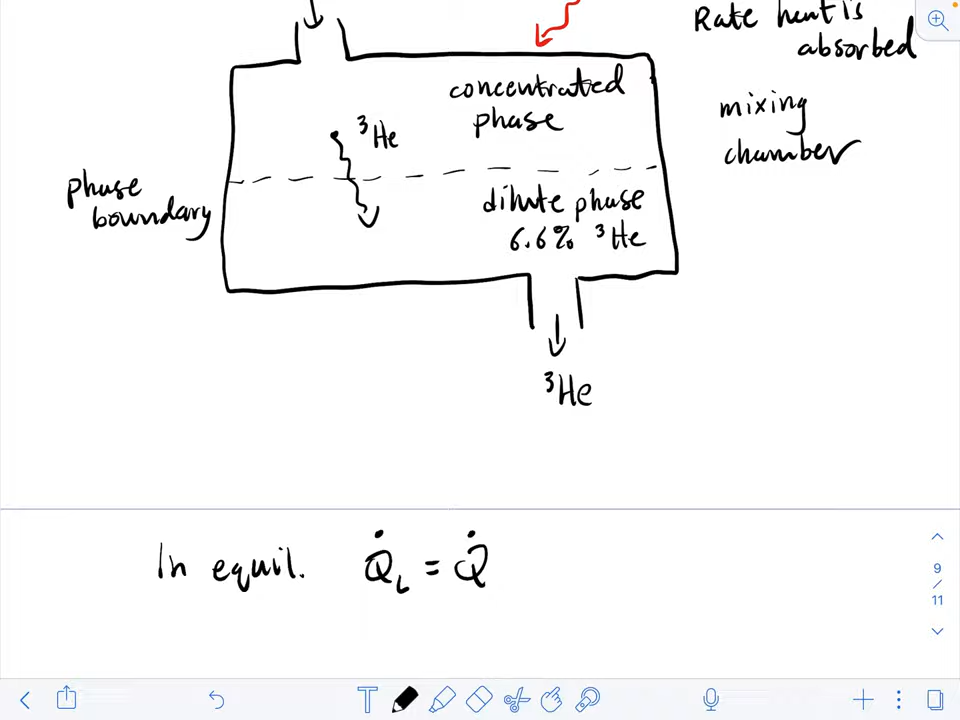 Rate heat is
absorbed
mixing
chamber
concentrated
phase
³He
phase
boundary
dilute phase
6.6% ³He
³He
In equil. Q̇_L = Q̇
9
/
11
T